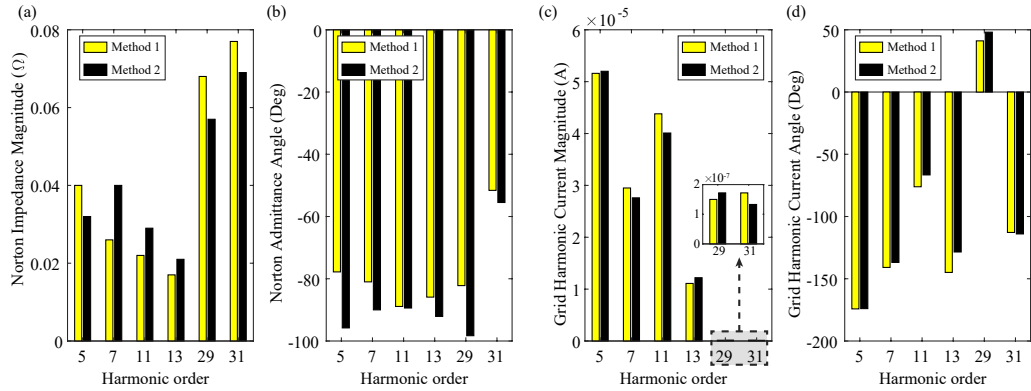 (a)
Norton Impedance Magnitude (Ω)
0.08
0.06
0.04
0.02
0
Method 1
Method 2
5 7 11 13 29 31
Harmonic order
(b)
Norton Admittance Angle (Deg)
0
-20
-40
-60
-80
-100
Method 1
Method 2
5 7 11 13 29 31
Harmonic order
(c)
Grid Harmonic Current Magnitude (A)
×10⁻⁵
6
5
4
3
2
1
0
Method 1
Method 2
×10⁻⁷
2
1
0
29 31
5 7 11 13 29 31
Harmonic order
(d)
Grid Harmonic Current Angle (Deg)
50
0
-50
-100
-150
-200
Method 1
Method 2
5 7 11 13 29 31
Harmonic order